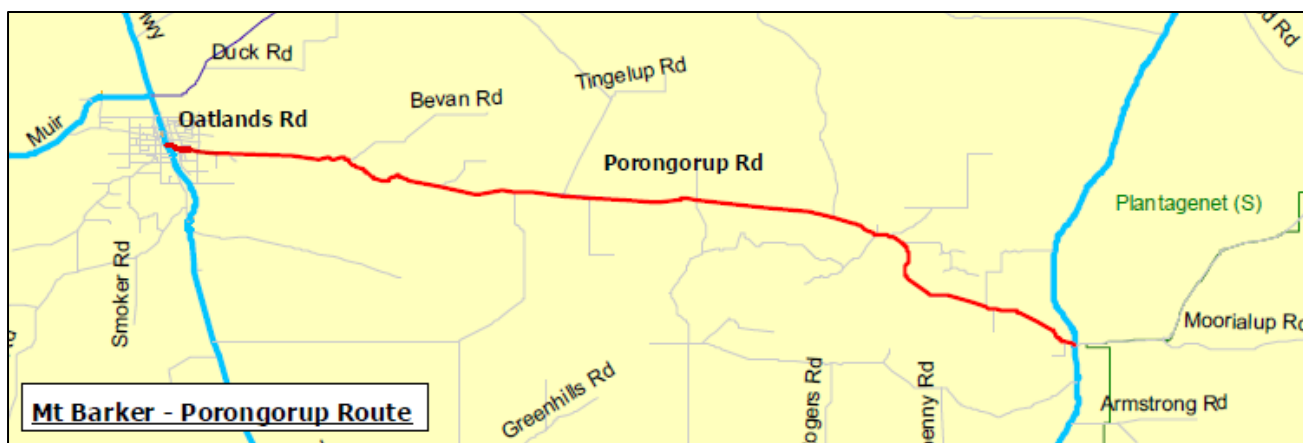 Hwy
Duck Rd
Tingelup Rd
Bevan Rd
Muir
Oatlands Rd
Porongorup Rd
Plantagenet (S)
Smoker Rd
Moorialup Rd
Greenhills Rd
Armstrong Rd
Mt Barker - Porongorup Route